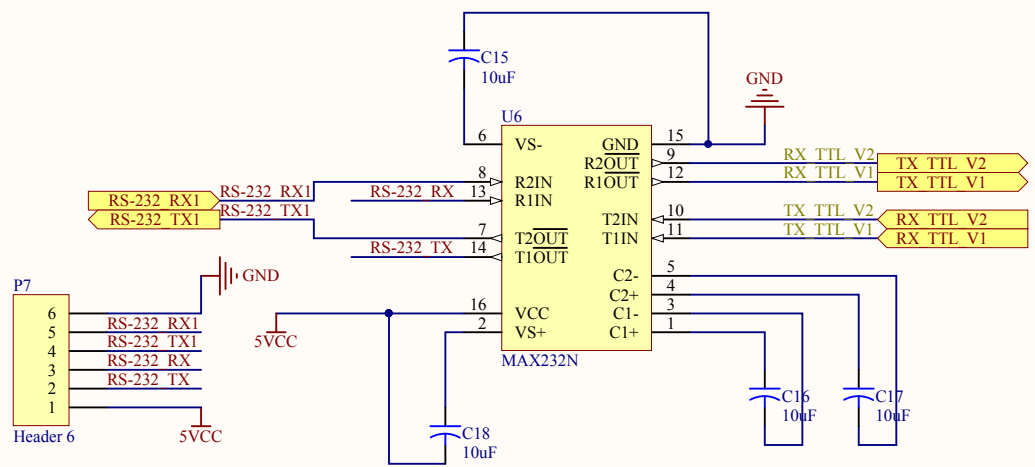 C15
10uF
GND
U6
6 VS- GND 15
R2OUT 9 RX_TTL_V2 TX_TTL_V2
8 R2IN R1OUT 12 RX_TTL_V1 TX_TTL_V1
RS-232_RX1 RS-232_RX1 RS-232_RX 13 R1IN
RS-232_TX1 RS-232_TX1 T2IN 10 TX_TTL_V2 RX_TTL_V2
7 T2OUT T1IN 11 TX_TTL_V1 RX_TTL_V1
RS-232_TX 14 T1OUT
GND C2- 5
P7 C2+ 4
6 16 VCC C1- 3
5 RS-232_RX1 5VCC 2 VS+ C1+ 1
4 RS-232_TX1 MAX232N
3 RS-232_RX
2 RS-232_TX C16 C17
1 10uF 10uF
Header 6 5VCC C18
10uF